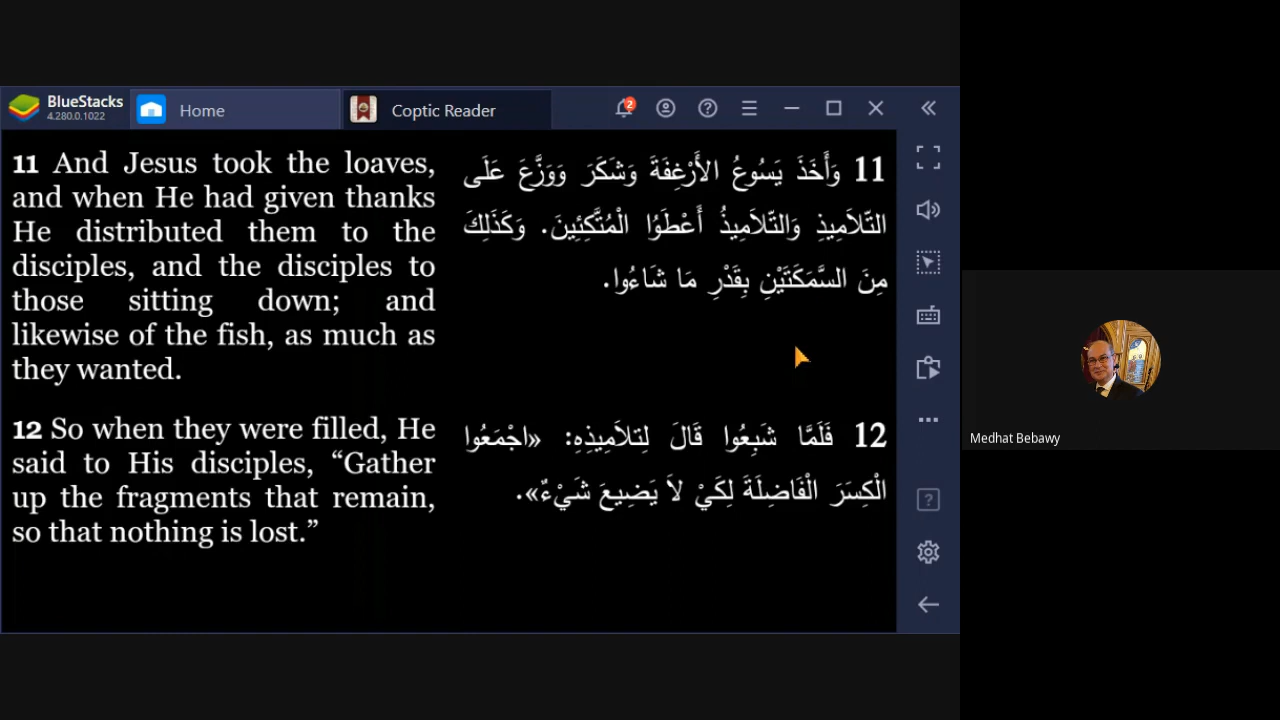 BlueStacks
4.280.0.1022
Home
Coptic Reader
2
11 And Jesus took the loaves,
and when He had given thanks
He distributed them to the
disciples, and the disciples to
those sitting down; and
likewise of the fish, as much as
they wanted.
11 وَأَخَذَ يَسُوعُ الأَرْغِفَةَ وَشَكَرَ وَوَزَّعَ عَلَى
التّلاَمِيذِ وَالتّلاَمِيذُ أَعْطَوُا الْمُتَّكِئِينَ. وَكَذَلِكَ
مِنَ السَّمَكَتَيْنِ بِقَدْرِ مَا شَاءُوا.
12 So when they were filled, He
said to His disciples, “Gather
up the fragments that remain,
so that nothing is lost.”
12 فَلَمَّا شَبِعُوا قَالَ لِتلاَمِيذِهِ: «اجْمَعُوا
الْكِسَرَ الْفَاضِلَةَ لِكَيْ لاَ يَضِيعَ شَيْءٌ».
Medhat Bebawy